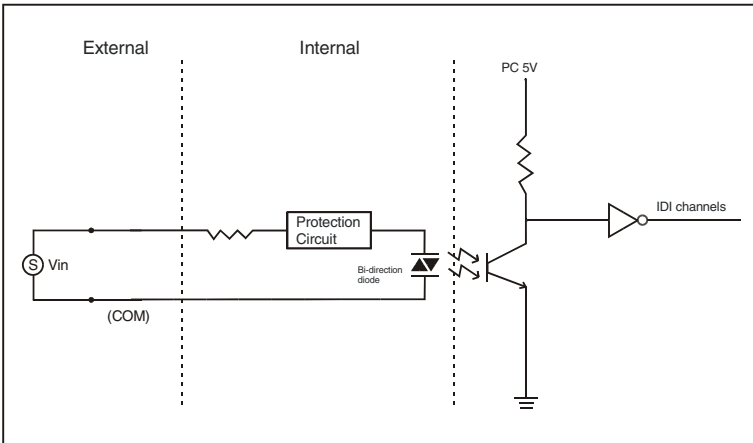 External
Internal
PC 5V
IDI channels
Protection
Circuit
S
Vin
Bi-direction
diode
(COM)